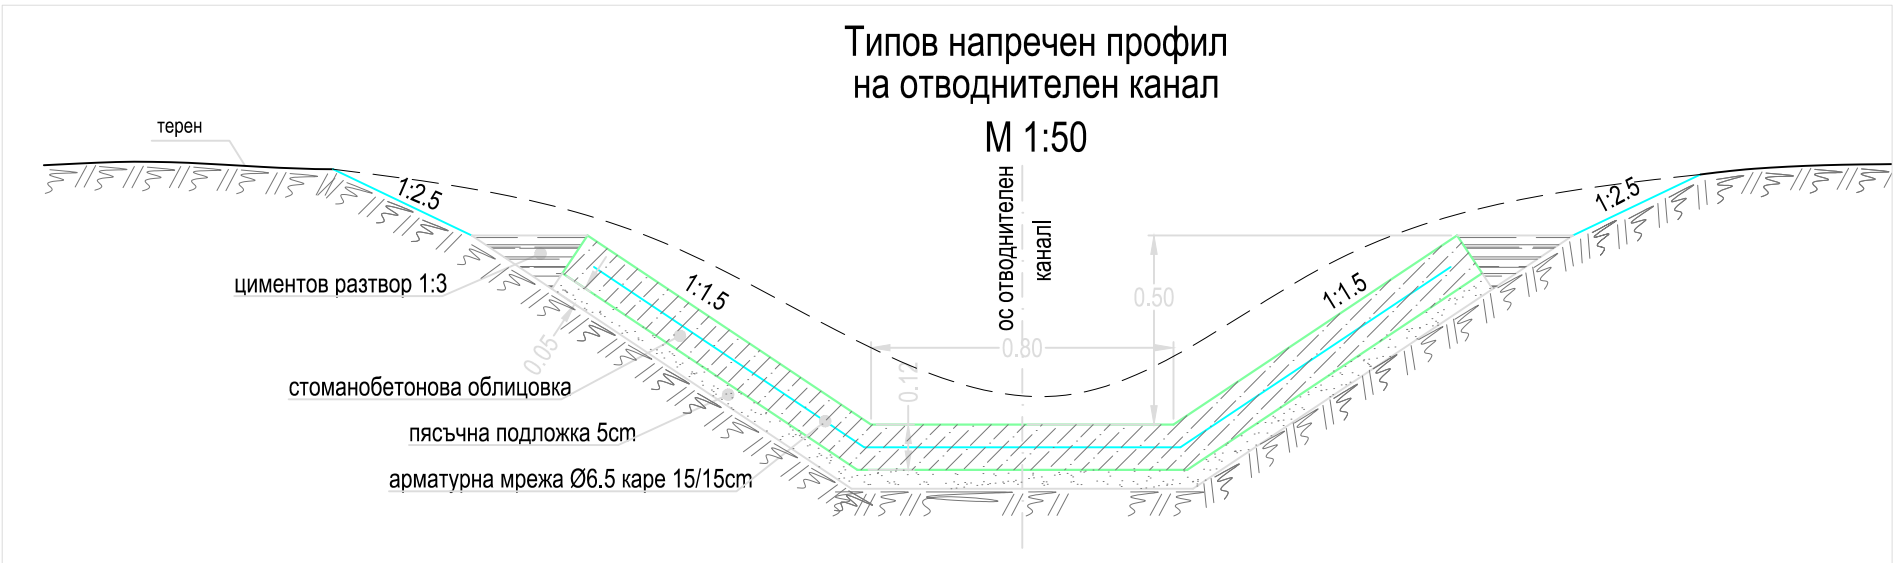 Типов напречен профил
на отводнителен канал
М 1:50
терен
ос отводнителен
каналI
1:2.5
1:2.5
циментов разтвор 1:3
1:1.5
1:1.5
0.50
0.80
0.05
0.12
стоманобетонова облицовка
пясъчна подложка 5cm
арматурна мрежа Ø6.5 каре 15/15cm